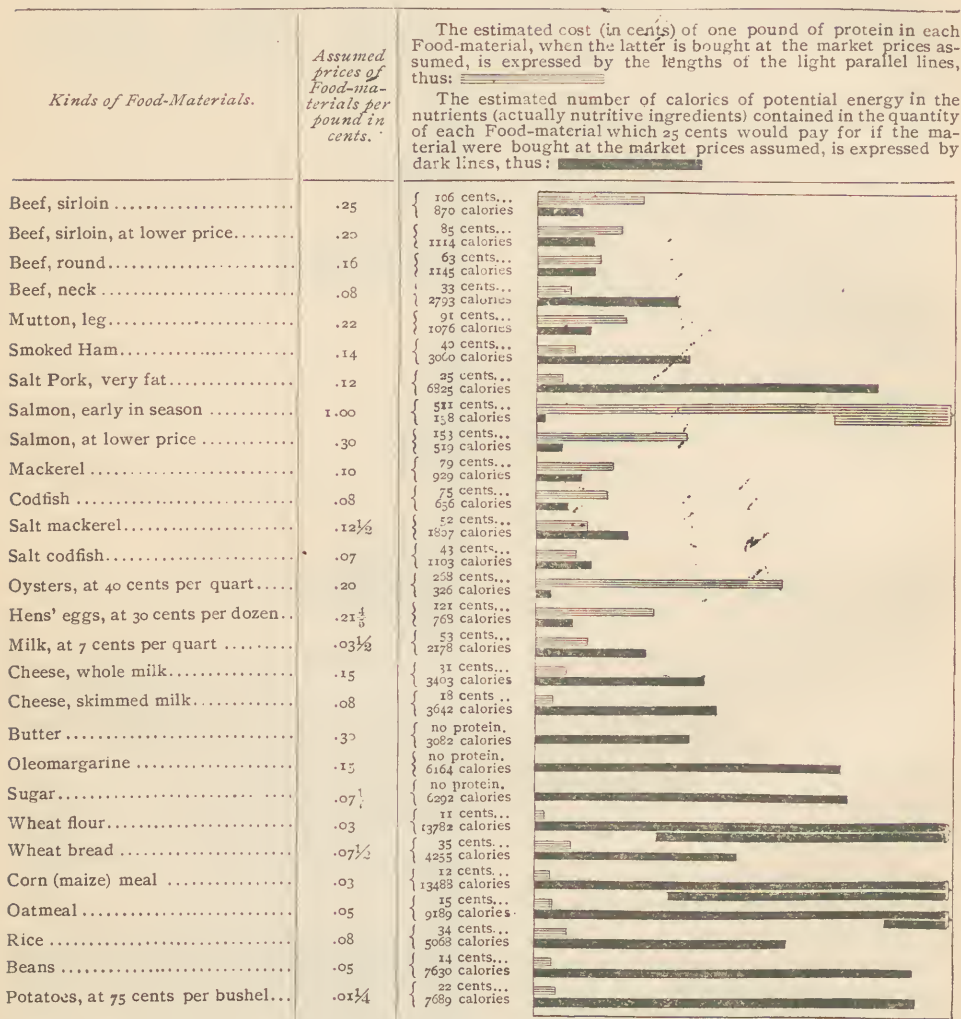 Kinds of Food-Materials.
Assumed
prices of
Food-ma-
terials per
pound in
cents.
The estimated cost (in cents) of one pound of protein in each
Food-material, when the latter is bought at the market prices as-
sumed, is expressed by the lengths of the light parallel lines,
thus:
The estimated number of calories of potential energy in the
nutrients (actually nutritive ingredients) contained in the quantity
of each Food-material which 25 cents would pay for if the ma-
terial were bought at the market prices assumed, is expressed by
dark lines, thus:
Beef, sirloin .25 106 cents...
870 calories
Beef, sirloin, at lower price .20 85 cents...
1114 calories
Beef, round .16 63 cents...
1145 calories
Beef, neck .08 33 cents...
2793 calories
Mutton, leg .22 91 cents...
1076 calories
Smoked Ham .14 40 cents...
3060 calories
Salt Pork, very fat .12 25 cents...
6825 calories
Salmon, early in season 1.00 511 cents...
158 calories
Salmon, at lower price .30 153 cents...
519 calories
Mackerel .10 79 cents...
929 calories
Codfish .08 75 cents...
656 calories
Salt mackerel .12½ 52 cents...
1807 calories
Salt codfish .07 43 cents...
1103 calories
Oysters, at 40 cents per quart .20 268 cents...
326 calories
Hens' eggs, at 30 cents per dozen 121 cents...
768 calories
Milk, at 7 cents per quart .03½ 53 cents...
2178 calories
Cheese, whole milk .15 31 cents...
3403 calories
Cheese, skimmed milk .08 18 cents ..
3642 calories
Butter .30 no protein.
3082 calories
Oleomargarine .15 no protein.
6164 calories
Sugar no protein.
6292 calories
Wheat flour .03 11 cents...
13782 calories
Wheat bread .07½ 35 cents...
4255 calories
Corn (maize) meal .03 12 cents...
13488 calories
Oatmeal .05 15 cents...
9189 calories
Rice .08 34 cents...
5068 calories
Beans .05 14 cents...
7630 calories
Potatoes, at 75 cents per bushel... .01¼ 22 cents...
7689 calories